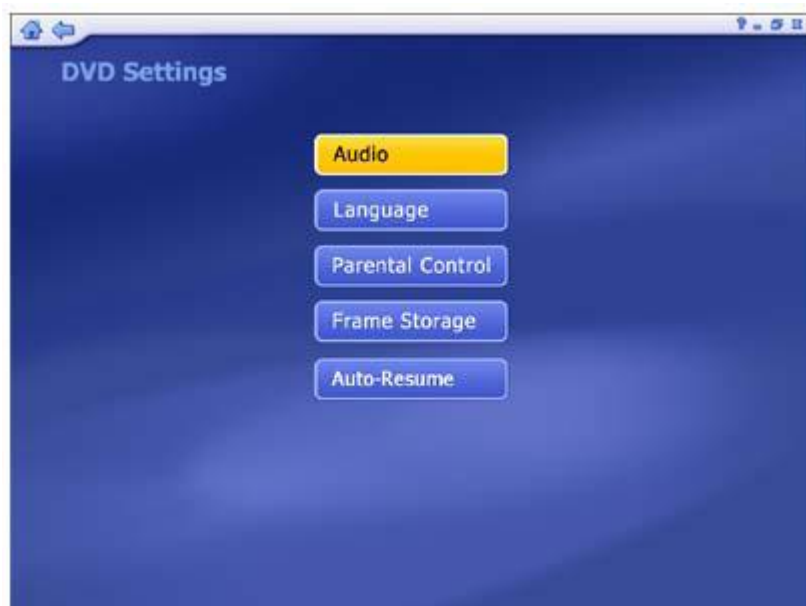 DVD Settings
Audio
Language
Parental Control
Frame Storage
Auto-Resume